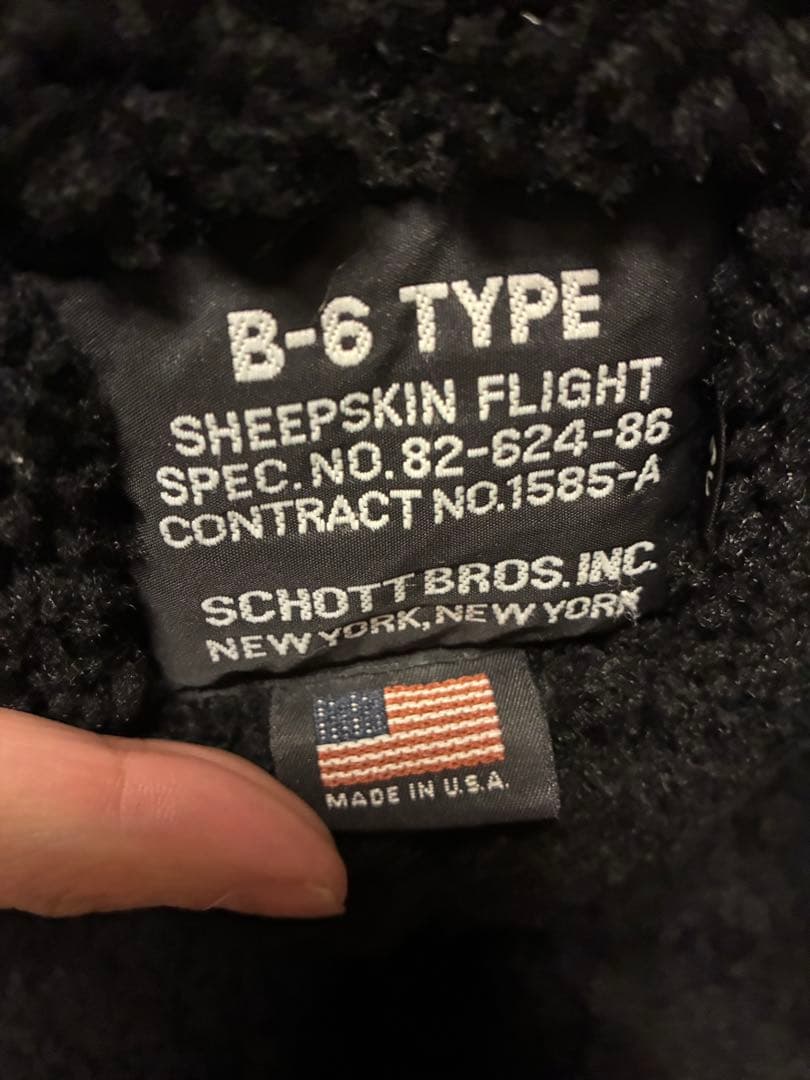 B-6 TYPE
SHEEPSKIN FLIGHT
SPEC. NO. 82-624-86
CONTRACT NO.1585-A
SCHOTT BROS. INC.
NEW YORK, NEW YORK
MADE IN U.S.A.